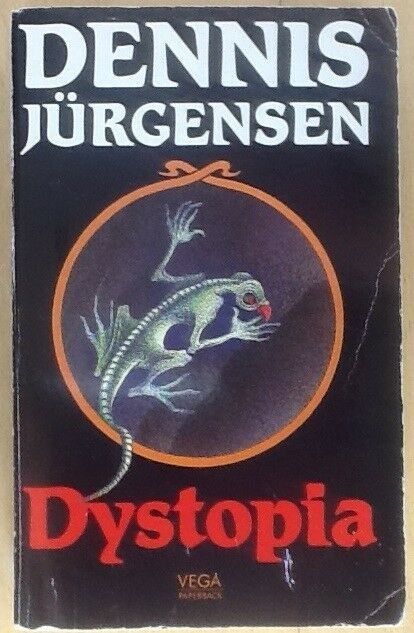 DENNIS
JÜRGENSEN
Dystopia
VEGA
PAPERBACK